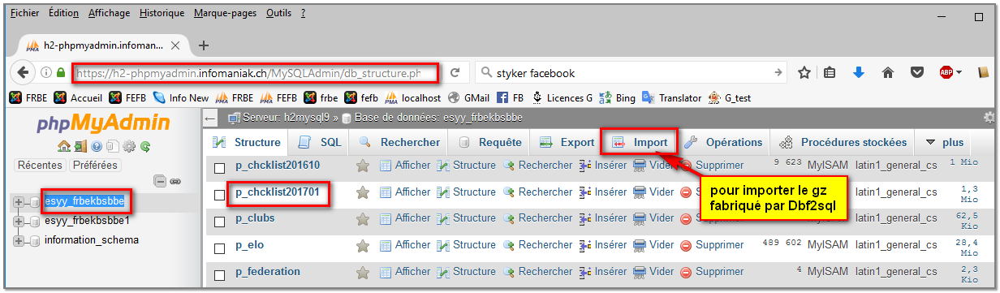 Fichier Édition Affichage Historique Marque-pages Outils ?
h2-phpmyadmin.infoman
https://h2-phpmyadmin.infomaniak.ch/MySQLAdmin/db_structure.ph
styker facebook
ABP
FRBE Accueil FEFB Info New FRBE FEFB frbe fefb localhost GMail FB Licences G Bing Translator G_test
phpMyAdmin
Récentes Préférées
esyy_frbekbsbbe
esyy_frbekbsbbe1
information_schema
Serveur: h2mysql9 » Base de données: esyy_frbekbsbbe
Structure SQL Rechercher Requête Export Import Opérations Procédures stockées plus
p_chcklist201610 Afficher Structure Rechercher Insérer Vider Supprimer 9 623 MyISAM latin1_general_cs 1 Mio
p_chcklist201701 Afficher Structure Rechercher Insérer Vider MyISAM latin1_general_cs 1,3 Mio
p_clubs Afficher Structure Rechercher Insérer Vider MyISAM latin1_general_cs 62,5 Kio
p_elo Afficher Structure Rechercher Insérer Vider Supprimer 489 602 MyISAM latin1_general_cs 28,4 Mio
p_federation Afficher Structure Rechercher Insérer Vider Supprimer 4 MyISAM latin1_general_cs 2,3 Kio
pour importer le gz
fabriqué par Dbf2sql